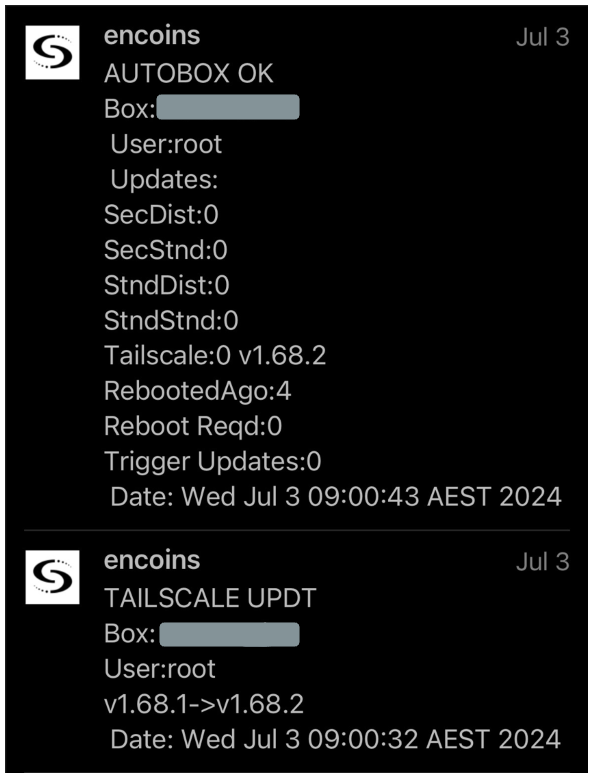 encoins
Jul 3
AUTOBOX OK
Box:
User:root
Updates:
SecDist:0
SecStnd:0
StndDist:0
StndStnd:0
Tailscale:0 v1.68.2
RebootedAgo:4
Reboot Reqd:0
Trigger Updates:0
Date: Wed Jul 3 09:00:43 AEST 2024
encoins
Jul 3
TAILSCALE UPDT
Box:
User:root
v1.68.1->v1.68.2
Date: Wed Jul 3 09:00:32 AEST 2024